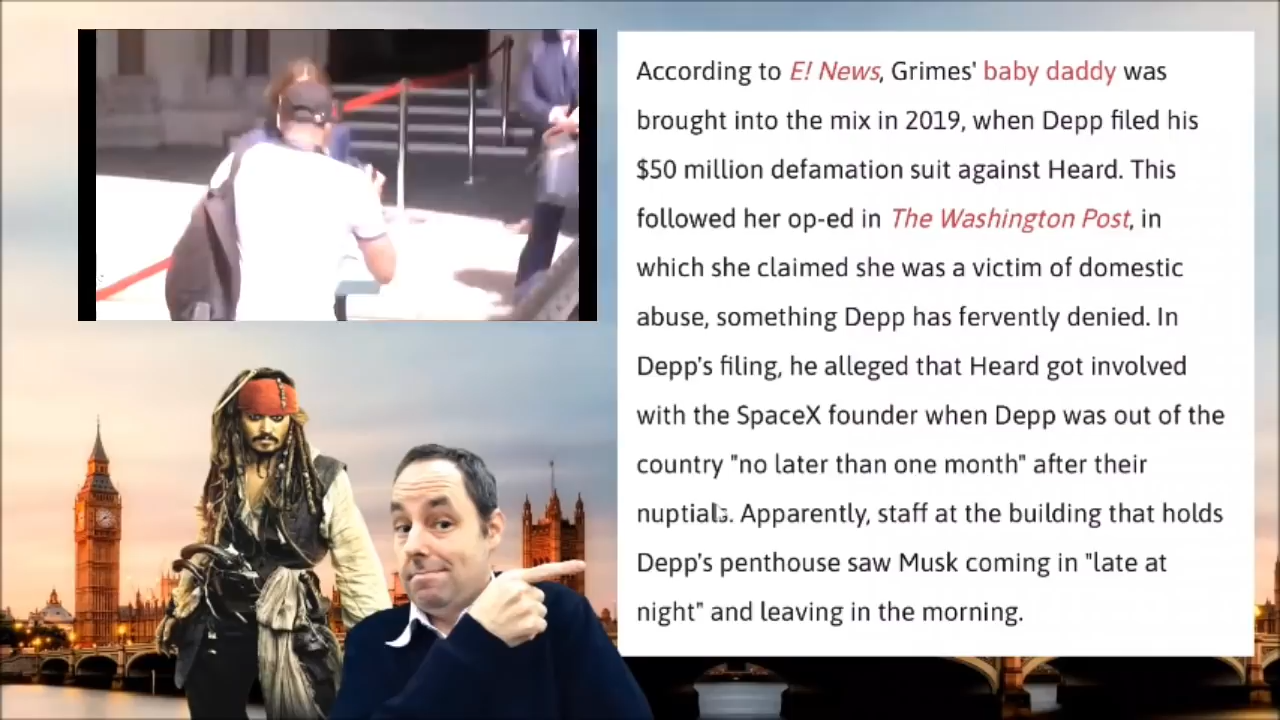 According to E! News, Grimes' baby daddy was
brought into the mix in 2019, when Depp filed his
$50 million defamation suit against Heard. This
followed her op-ed in The Washington Post, in
which she claimed she was a victim of domestic
abuse, something Depp has fervently denied. In
Depp's filing, he alleged that Heard got involved
with the SpaceX founder when Depp was out of the
country "no later than one month" after their
nuptials. Apparently, staff at the building that holds
Depp's penthouse saw Musk coming in "late at
night" and leaving in the morning.